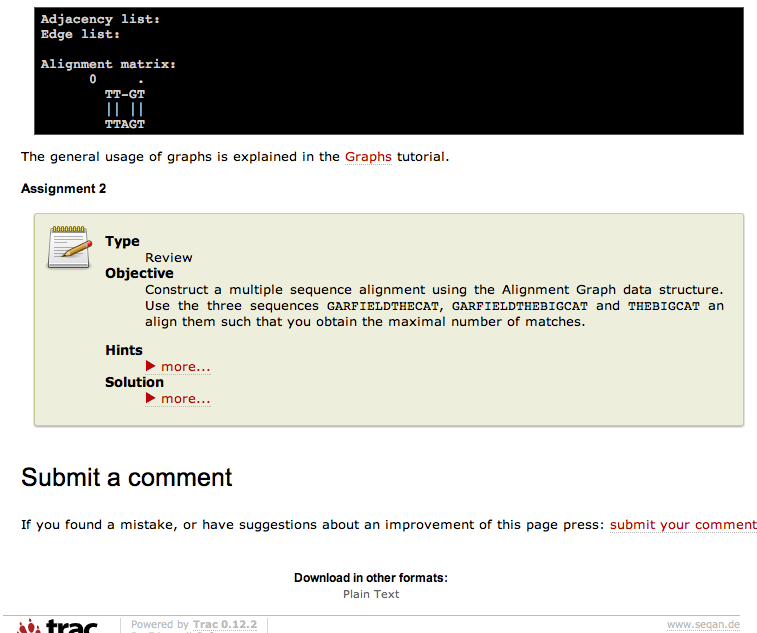 Adjacency list:
Edge list:
Alignment matrix:
0     .
TT-GT
|| ||
TTAGT
The general usage of graphs is explained in the Graphs tutorial.
Assignment 2
Type
Review
Objective
Construct a multiple sequence alignment using the Alignment Graph data structure.
Use the three sequences GARFIELDTHECAT, GARFIELDTHEBIGCAT and THEBIGCAT an
align them such that you obtain the maximal number of matches.
Hints
▶ more...
Solution
▶ more...
Submit a comment
If you found a mistake, or have suggestions about an improvement of this page press: submit your comment
Download in other formats:
Plain Text
trac
Powered by Trac 0.12.2
www.seqan.de